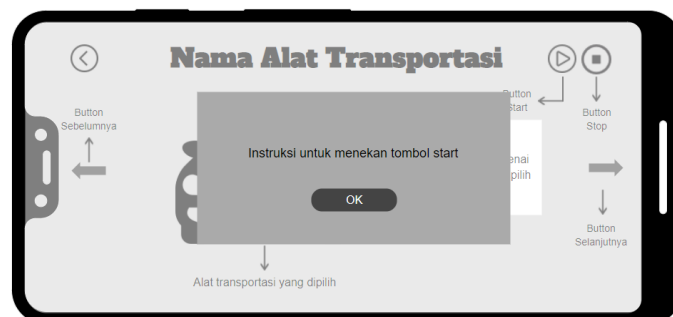 Nama Alat Transportasi
Button
Start
Button
Stop
Button
Sebelumnya
Instruksi untuk menekan tombol start
OK
Button
Selanjutnya
Alat transportasi yang dipilih